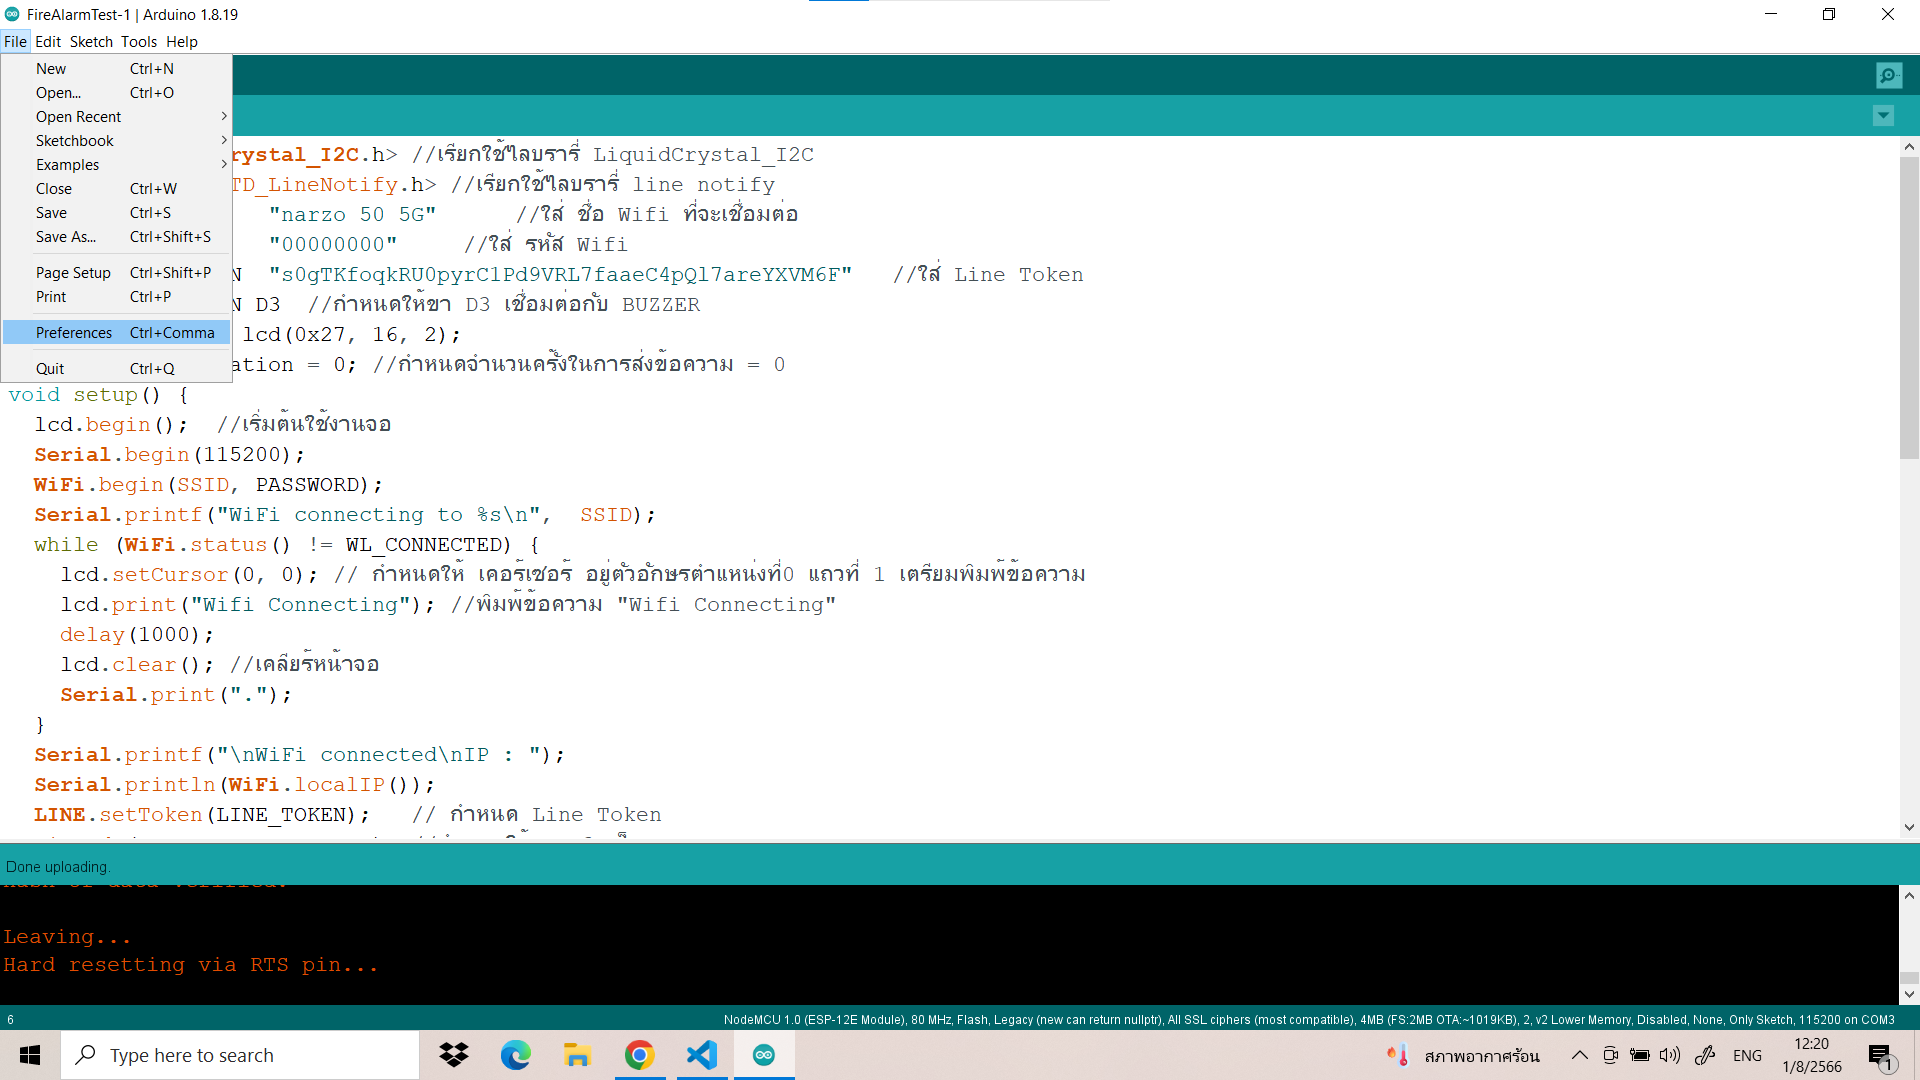 FireAlarmTest-1 | Arduino 1.8.19
File Edit Sketch Tools Help
New Ctrl+N
Open... Ctrl+O
Open Recent
Sketchbook
Examples
Close Ctrl+W
Save Ctrl+S
Save As... Ctrl+Shift+S
Page Setup Ctrl+Shift+P
Print Ctrl+P
Preferences Ctrl+Comma
Quit Ctrl+Q
rystal_I2C.h> //เรียกใช้ไลบรารี่ LiquidCrystal_I2C
TD_LineNotify.h> //เรียกใช้ไลบรารี่ line notify
"narzo 50 5G" //ใส่ ชื่อ Wifi ที่จะเชื่อมต่อ
"00000000" //ใส่ รหัส Wifi
N "s0gTKfoqkRU0pyrC1Pd9VRL7faaeC4pQl7areYXVM6F" //ใส่ Line Token
N D3 //กำหนดให้ขา D3 เชื่อมต่อกับ BUZZER
lcd(0x27, 16, 2);
ation = 0; //กำหนดจำนวนครั้งในการส่งข้อความ = 0
void setup() {
lcd.begin(); //เริ่มต้นใช้งานจอ
Serial.begin(115200);
WiFi.begin(SSID, PASSWORD);
Serial.printf("WiFi connecting to %s\n", SSID);
while (WiFi.status() != WL_CONNECTED) {
lcd.setCursor(0, 0); // กำหนดให้ เคอร์เซอร์ อยู่ตัวอักษรตำแหน่งที่0 แถวที่ 1 เตรียมพิมพ์ข้อความ
lcd.print("Wifi Connecting"); //พิมพ์ข้อความ "Wifi Connecting"
delay(1000);
lcd.clear(); //เคลียร์หน้าจอ
Serial.print(".");
}
Serial.printf("\nWiFi connected\nIP : ");
Serial.println(WiFi.localIP());
LINE.setToken(LINE_TOKEN); // กำหนด Line Token
Done uploading.
Leaving...
Hard resetting via RTS pin...
6 NodeMCU 1.0 (ESP-12E Module), 80 MHz, Flash, Legacy (new can return nullptr), All SSL ciphers (most compatible), 4MB (FS:2MB OTA:~1019KB), 2, v2 Lower Memory, Disabled, None, Only Sketch, 115200 on COM3
Type here to search
สภาพอากาศร้อน
ENG
12:20
1/8/2566
1